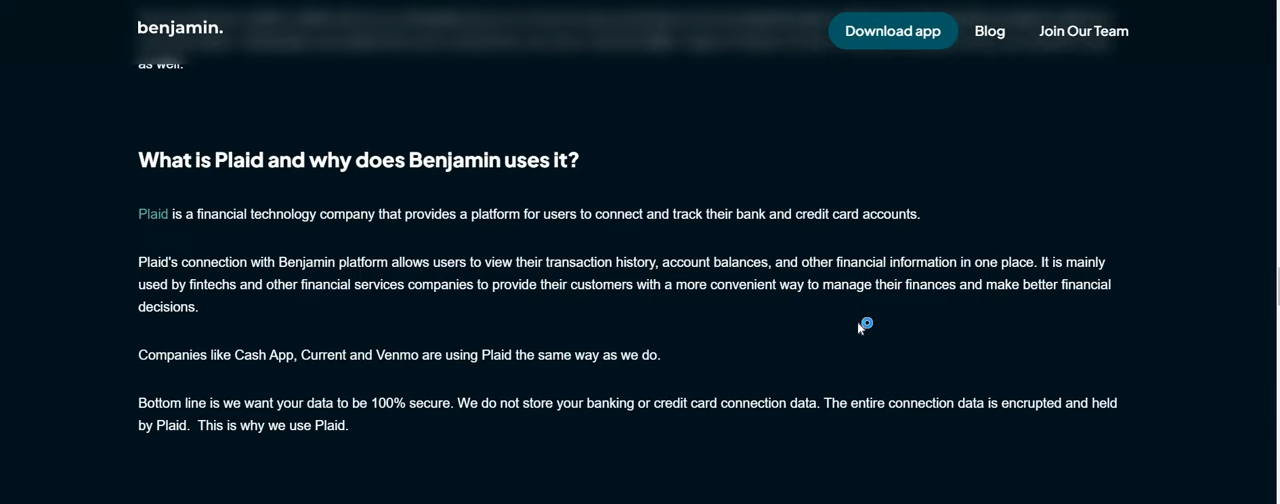 benjamin.
Download app
Blog
Join Our Team
as well.
What is Plaid and why does Benjamin uses it?
Plaid is a financial technology company that provides a platform for users to connect and track their bank and credit card accounts.
Plaid's connection with Benjamin platform allows users to view their transaction history, account balances, and other financial information in one place. It is mainly
used by fintechs and other financial services companies to provide their customers with a more convenient way to manage their finances and make better financial
decisions.
Companies like Cash App, Current and Venmo are using Plaid the same way as we do.
Bottom line is we want your data to be 100% secure. We do not store your banking or credit card connection data. The entire connection data is encrupted and held
by Plaid.  This is why we use Plaid.